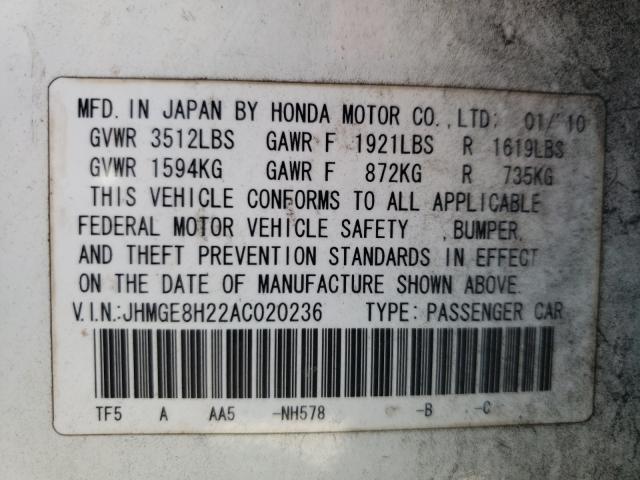 MFD. IN JAPAN BY HONDA MOTOR CO., LTD: 01/'10
GVWR 3512LBS GAWR F 1921LBS R 1619LBS
GVWR 1594KG GAWR F 872KG R 735KG
THIS VEHICLE CONFORMS TO ALL APPLICABLE
FEDERAL MOTOR VEHICLE SAFETY , BUMPER,
AND THEFT PREVENTION STANDARDS IN EFFECT
ON THE DATE OF MANUFACTURE SHOWN ABOVE.
V.I.N.:JHMGE8H22AC020236 TYPE: PASSENGER CAR
TF5 A AA5 -NH578 -B -C